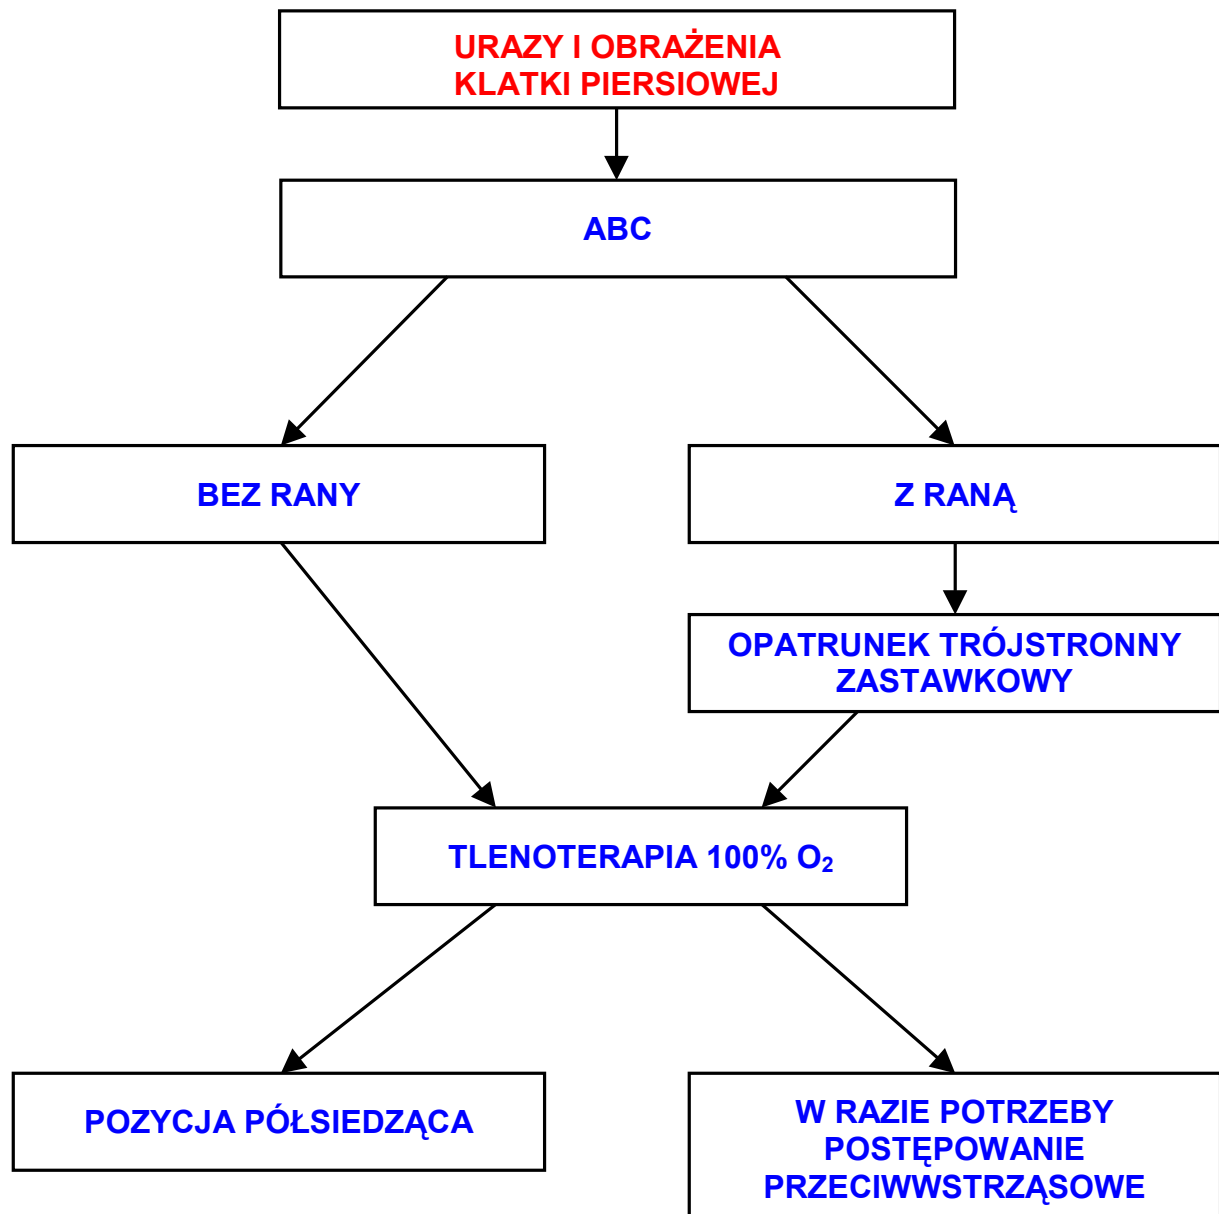 URAZY I OBRAŻENIA
KLATKI PIERSIOWEJ
ABC
BEZ RANY
Z RANĄ
OPATRUNEK TRÓJSTRONNY
ZASTAWKOWY
TLENOTERAPIA 100% O₂
POZYCJA PÓŁSIEDZĄCA
W RAZIE POTRZEBY
POSTĘPOWANIE
PRZECIWWSTRZĄSOWE